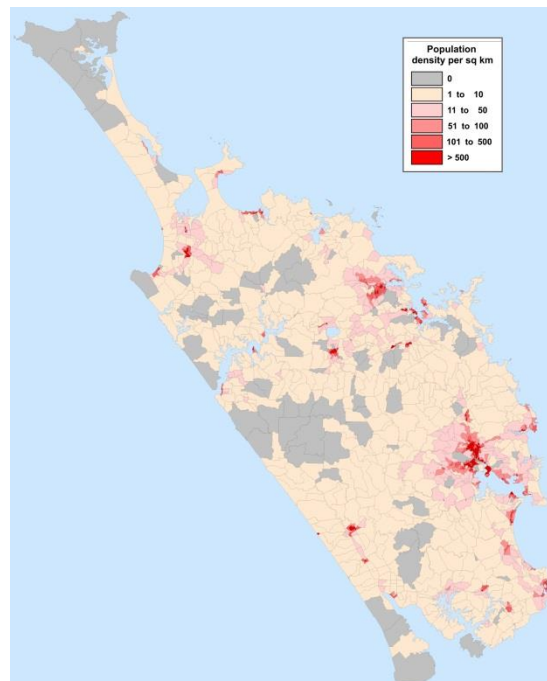 Population
density per sq km
0
1 to 10
11 to 50
51 to 100
101 to 500
> 500